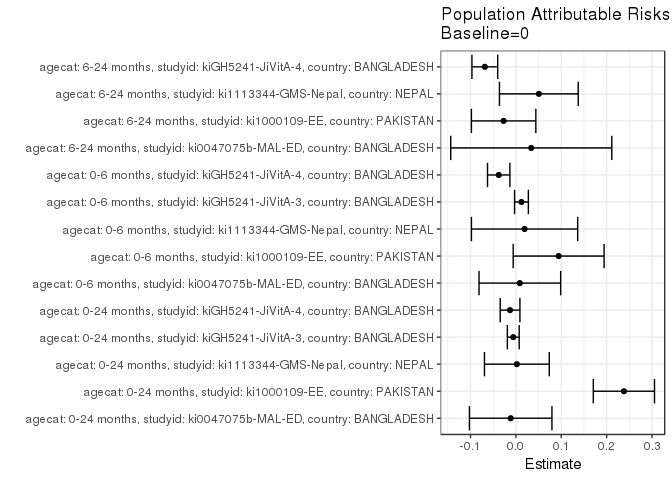 Population Attributable Risks
Baseline=0
agecat: 6-24 months, studyid: kiGH5241-JiVitA-4, country: BANGLADESH
agecat: 6-24 months, studyid: ki1113344-GMS-Nepal, country: NEPAL
agecat: 6-24 months, studyid: ki1000109-EE, country: PAKISTAN
agecat: 6-24 months, studyid: ki0047075b-MAL-ED, country: BANGLADESH
agecat: 0-6 months, studyid: kiGH5241-JiVitA-4, country: BANGLADESH
agecat: 0-6 months, studyid: kiGH5241-JiVitA-3, country: BANGLADESH
agecat: 0-6 months, studyid: ki1113344-GMS-Nepal, country: NEPAL
agecat: 0-6 months, studyid: ki1000109-EE, country: PAKISTAN
agecat: 0-6 months, studyid: ki0047075b-MAL-ED, country: BANGLADESH
agecat: 0-24 months, studyid: kiGH5241-JiVitA-4, country: BANGLADESH
agecat: 0-24 months, studyid: kiGH5241-JiVitA-3, country: BANGLADESH
agecat: 0-24 months, studyid: ki1113344-GMS-Nepal, country: NEPAL
agecat: 0-24 months, studyid: ki1000109-EE, country: PAKISTAN
agecat: 0-24 months, studyid: ki0047075b-MAL-ED, country: BANGLADESH
-0.1 0.0 0.1 0.2 0.3
Estimate